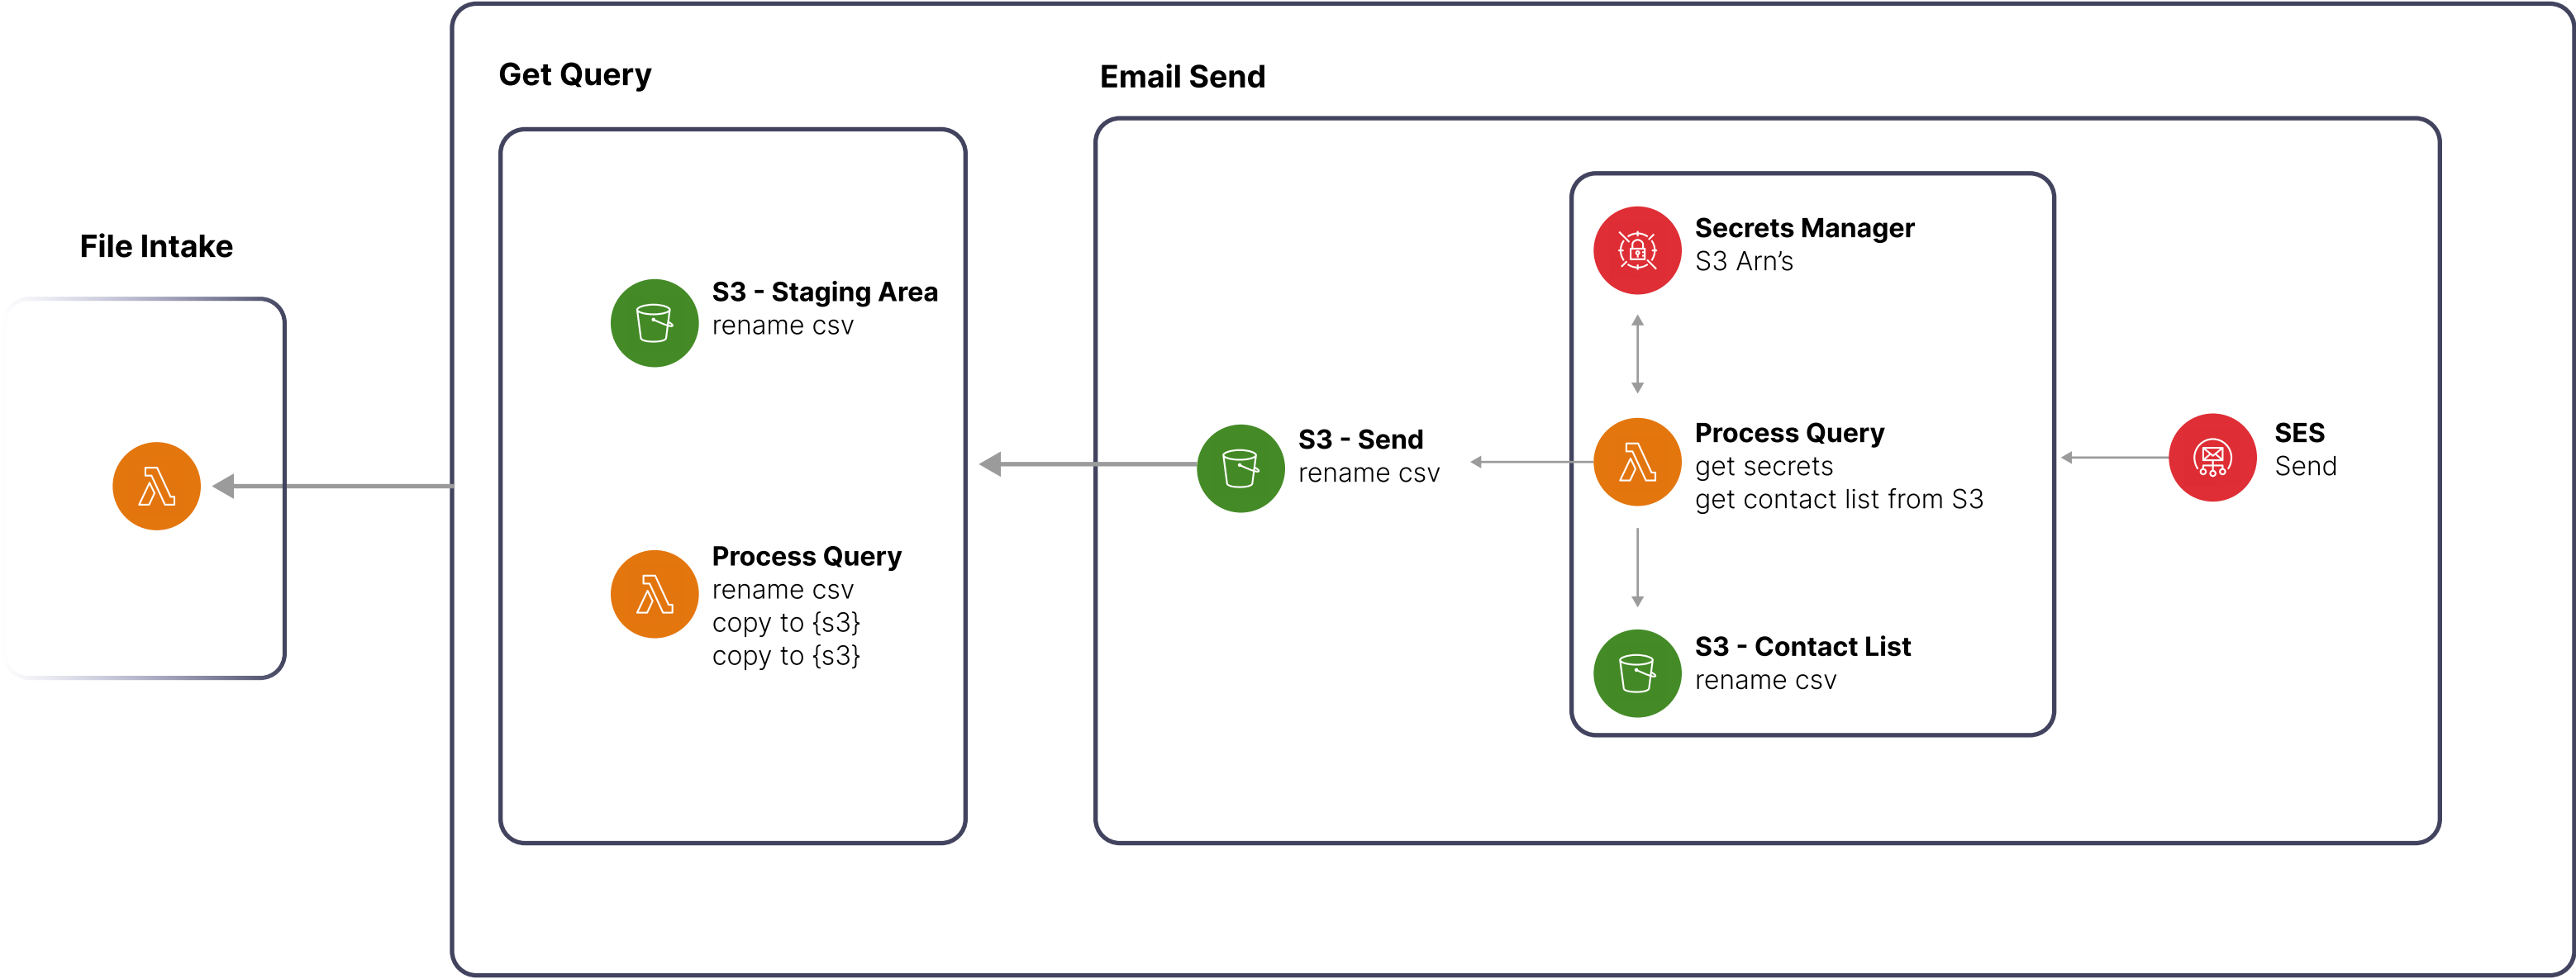 File Intake
Get Query
S3 - Staging Area
rename csv
Process Query
rename csv
copy to {s3}
copy to {s3}
Email Send
S3 - Send
rename csv
Secrets Manager
S3 Arn’s
Process Query
get secrets
get contact list from S3
S3 - Contact List
rename csv
SES
Send